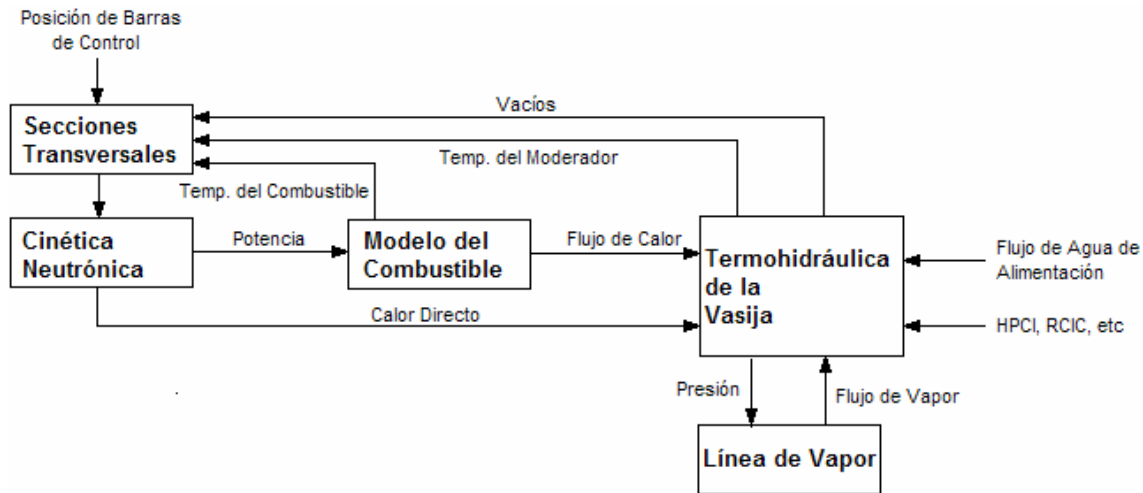 Posición de Barras
de Control
Vacíos
Secciones
Transversales
Temp. del Moderador
Temp. del Combustible
Cinética
Neutrónica
Potencia
Modelo del
Combustible
Flujo de Calor
Termohidráulica
de la
Vasija
Flujo de Agua de
Alimentación
Calor Directo
HPCI, RCIC, etc
Presión
Flujo de Vapor
Línea de Vapor